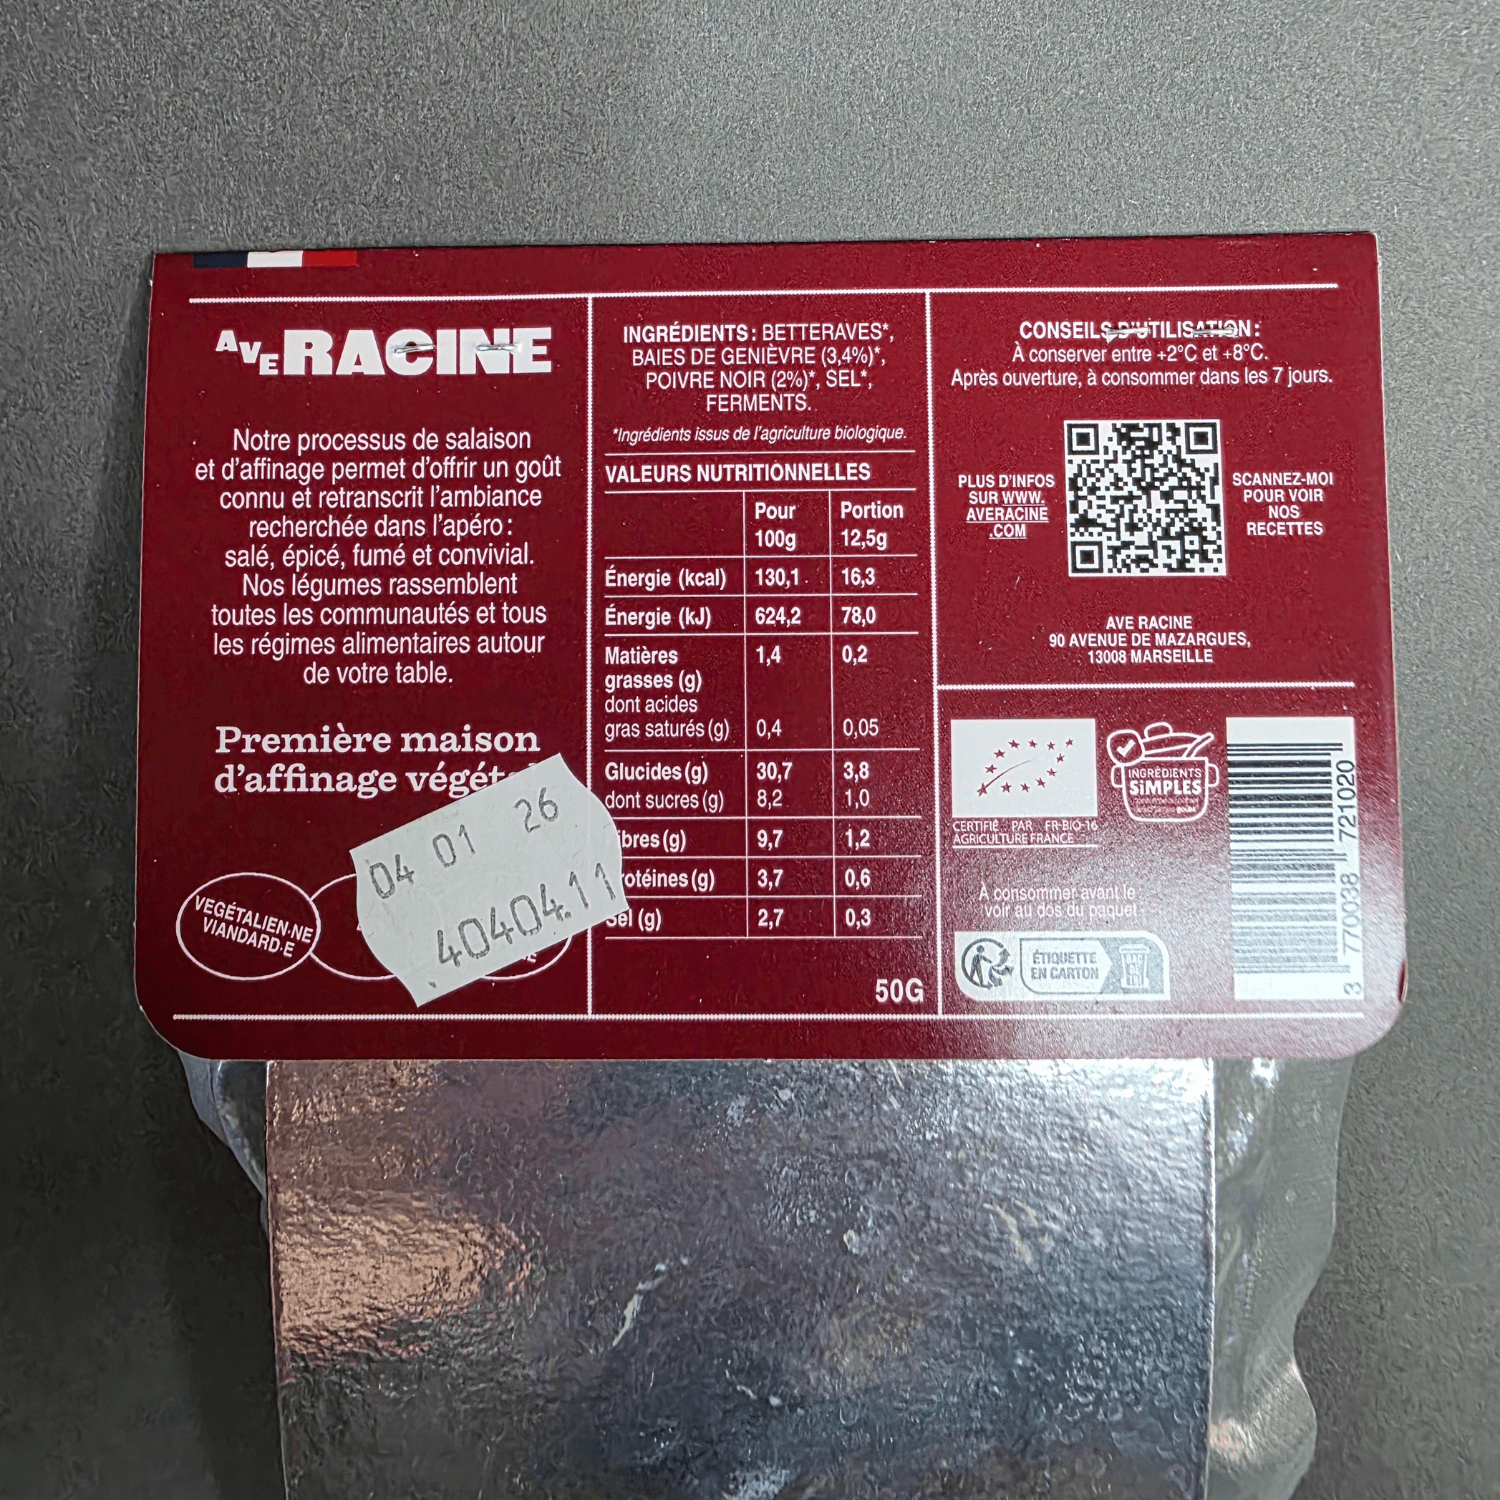 AVE RACINE
Notre processus de salaison
et d'affinage permet d'offrir un goût
connu et retranscrit l'ambiance
recherchée dans l'apéro :
salé, épicé, fumé et convivial.
Nos légumes rassemblent
toutes les communautés et tous
les régimes alimentaires autour
de votre table.
Première maison
d'affinage
VEGÉTALIEN·NE
VIANDARD·E
04 01 26
40404.11
INGRÉDIENTS : BETTERAVES*,
BAIES DE GENIÈVRE (3,4%)*,
POIVRE NOIR (2%)*, SEL*,
FERMENTS.
*Ingrédients issus de l'agriculture biologique.
VALEURS NUTRITIONNELLES
Pour 100g Portion 12,5g
Énergie (kcal) 130,1 16,3
Énergie (kJ) 624,2 78,0
Matières
grasses (g) 1,4 0,2
dont acides
gras saturés (g) 0,4 0,05
Glucides (g) 30,7 3,8
dont sucres (g) 8,2 1,0
bres (g) 9,7 1,2
otéines (g) 3,7 0,6
Sel (g) 2,7 0,3
50G
CONSEILS D'UTILISATION :
À conserver entre +2°C et +8°C.
Après ouverture, à consommer dans les 7 jours.
PLUS D'INFOS
SUR WWW.
AVERACINE
.COM
SCANNEZ-MOI
POUR VOIR
NOS
RECETTES
AVE RACINE
90 AVENUE DE MAZARGUES,
13008 MARSEILLE
CERTIFIÉ PAR FR-BIO-16
AGRICULTURE FRANCE
INGRÉDIENTS
SiMPLES
À consommer avant le
voir au dos du paquet
ÉTIQUETTE
EN CARTON
BAC
DE
TRI
3 770038 721020